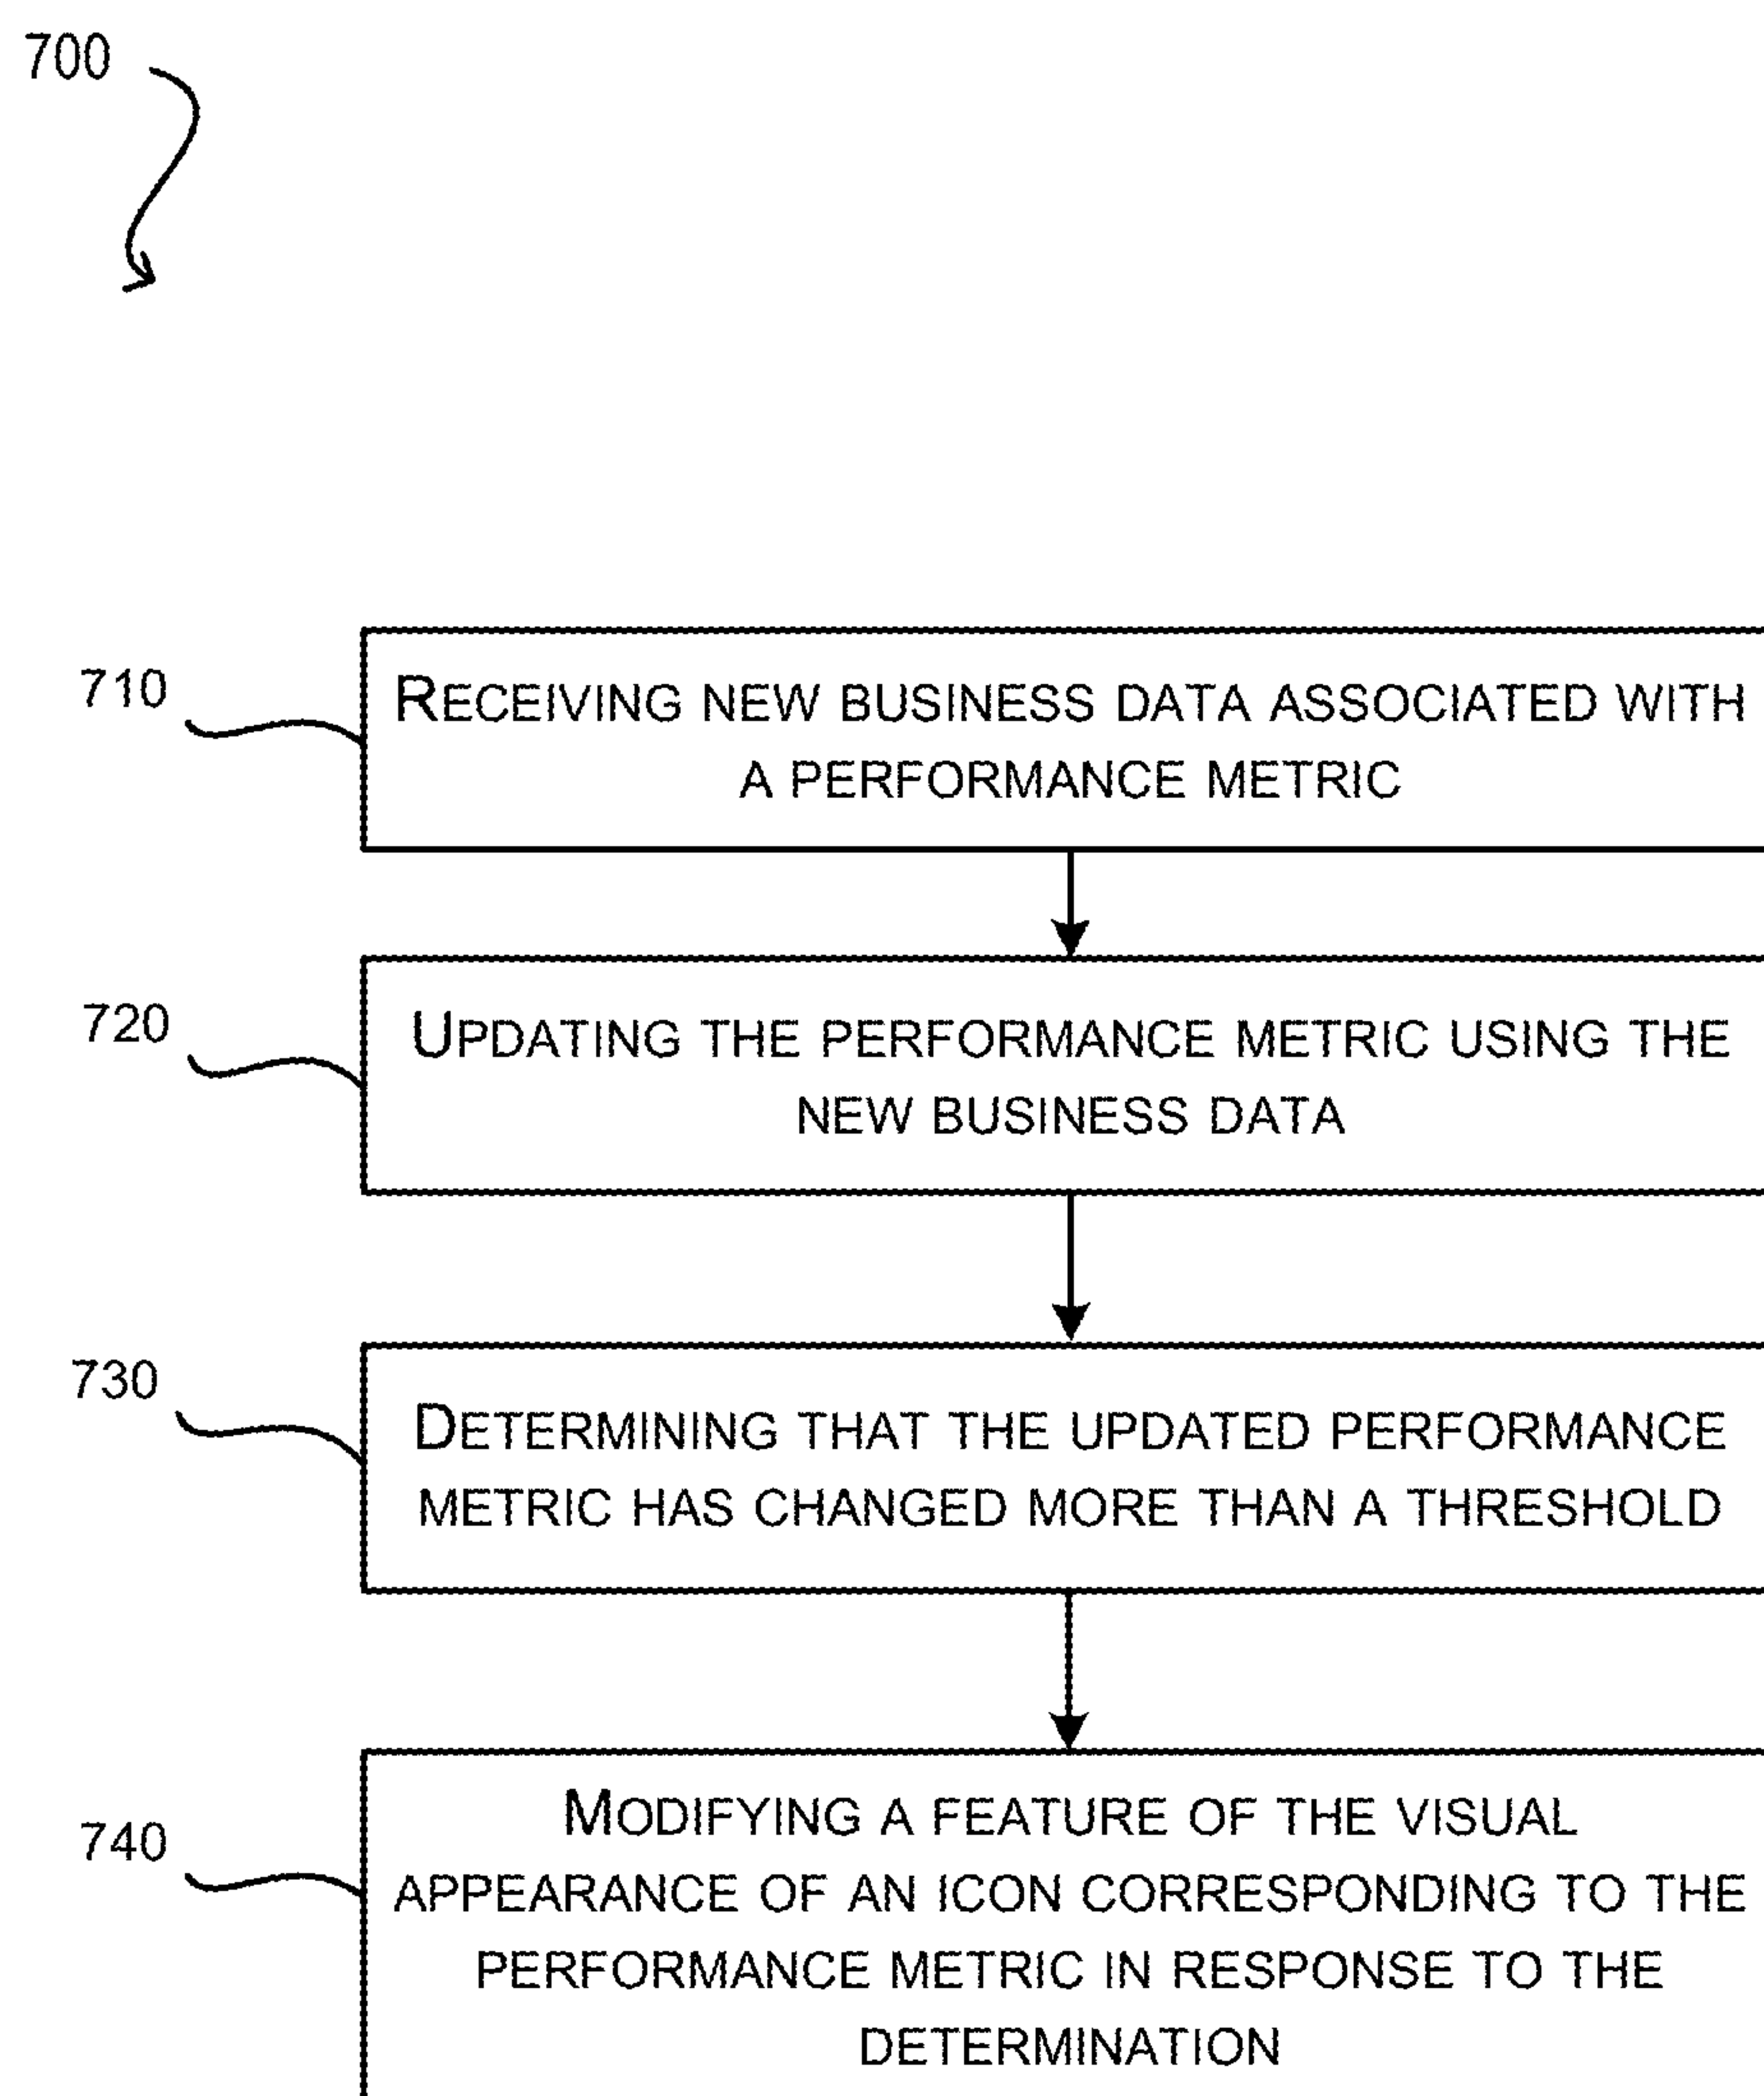 700
710
RECEIVING NEW BUSINESS DATA ASSOCIATED WITH
A PERFORMANCE METRIC
720
UPDATING THE PERFORMANCE METRIC USING THE
NEW BUSINESS DATA
730
DETERMINING THAT THE UPDATED PERFORMANCE
METRIC HAS CHANGED MORE THAN A THRESHOLD
740
MODIFYING A FEATURE OF THE VISUAL
APPEARANCE OF AN ICON CORRESPONDING TO THE
PERFORMANCE METRIC IN RESPONSE TO THE
DETERMINATION